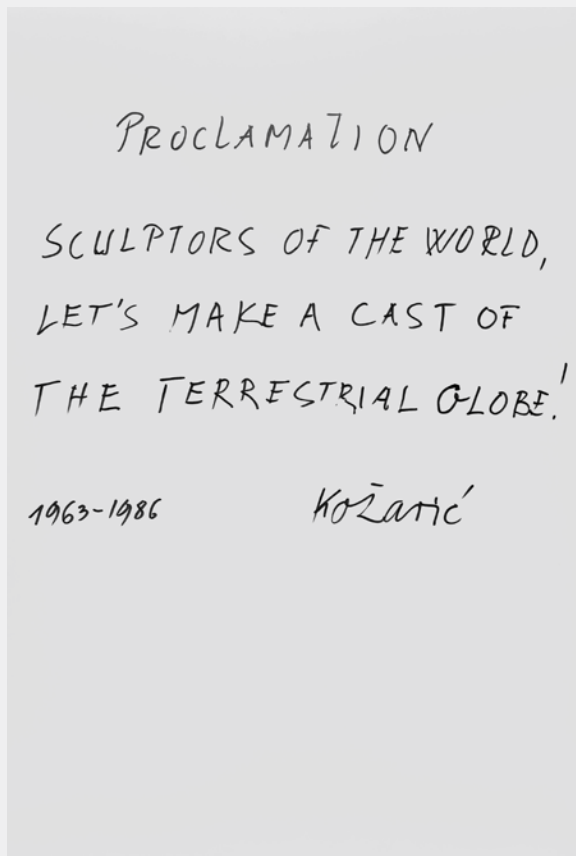 PROCLAMATION
SCULPTORS OF THE WORLD,
LET'S MAKE A CAST OF
THE TERRESTRIAL GLOBE!
1963-1986 Kožarić